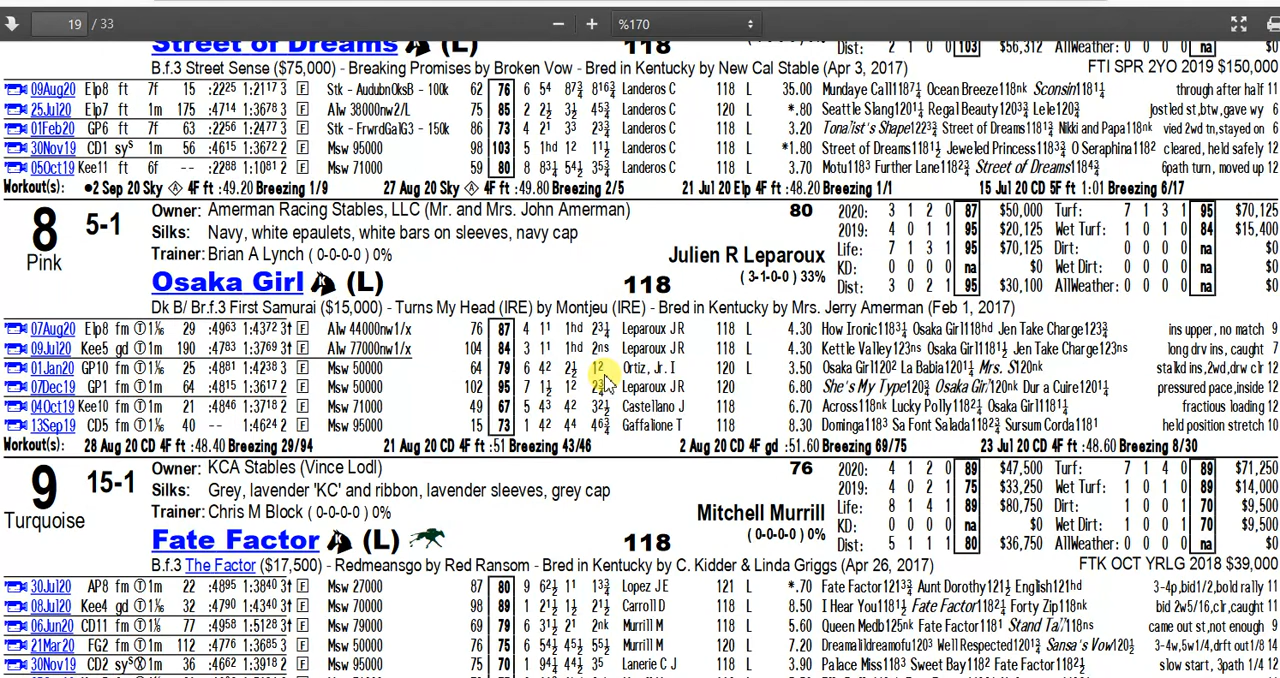 19 / 33 %170
Street of Dreams (L) 118 Dist: 2 1 0 0 103 $56,312 AllWeather: 0 0 0 0 na $0
B.f.3 Street Sense ($75,000) - Breaking Promises by Broken Vow - Bred in Kentucky by New Cal Stable (Apr 3, 2017) FTI SPR 2YO 2019 $150,000
09Aug20 Elp8 ft 7f 15 :2225 1:2117 3 F Stk - AudubnOksB - 100k 62 76 6 54 87¾ 816¾ Landeros C 118 L 35.00 Mundaye Call1187¼ Ocean Breeze118nk Sconsin1181¼ through after half 11
25Jul20 Elp7 ft 1m 175 :4714 1:3678 3 F Alw 38000nw2/L 75 85 2 2½ 3½ 45¾ Landeros C 118 L *.80 Seattle Slang1201¼ Regal Beauty1203¾ Lele120¾ Jostled st,btw,gave wy 6
01Feb20 GP6 ft 7f 63 :2256 1:2477 3 F Stk - FrwrdGalG3 - 150k 86 73 4 21 33 23¾ Landeros C 118 L 3.20 Tonalist's Shape1223¾ Street of Dreams1181¾ Nikki and Papa118nk vied 2wd tn,stayed on 6
30Nov19 CD1 sys 1m 56 :4615 1:3672 2 F Msw 95000 98 103 5 1hd 12 11½ Landeros C 118 L *1.80 Street of Dreams1181½ Jeweled Princess1183¾ O Seraphina1182 cleared, held safely 12
05Oct19 Kee11 ft 6f -- :2288 1:1081 2 F Msw 71000 59 80 8 83¼ 54½ 35¾ Landeros C 118 L 3.70 Motu1183 Further Lane1182¾ Street of Dreams1184¾ 6path turn, moved up 12
Workout(s): ●2 Sep 20 Sky A 4F ft :49.20 Breezing 1/9 27 Aug 20 Sky A 4F ft :49.80 Breezing 2/5 21 Jul 20 Elp 4F ft :48.20 Breezing 1/1 15 Jul 20 CD 5F ft 1:01 Breezing 6/17
8 5-1 Owner: Amerman Racing Stables, LLC (Mr. and Mrs. John Amerman) 80 2020: 3 1 2 0 87 $50,000 Turf: 7 1 3 1 95 $70,125
Silks: Navy, white epaulets, white bars on sleeves, navy cap 2019: 4 0 1 1 95 $20,125 Wet Turf: 1 0 1 0 84 $15,400
Pink Trainer: Brian A Lynch ( 0-0-0-0 ) 0% Julien R Leparoux Life: 7 1 3 1 95 $70,125 Dirt: 0 0 0 0 na $0
( 3-1-0-0 ) 33% KD: 0 0 0 0 na $0 Wet Dirt: 0 0 0 0 na $0
Osaka Girl (L) 118 Dist: 3 0 2 1 95 $30,100 AllWeather: 0 0 0 0 na $0
Dk B/ Br.f.3 First Samurai ($15,000) - Turns My Head (IRE) by Montjeu (IRE) - Bred in Kentucky by Mrs. Jerry Amerman (Feb 1, 2017)
07Aug20 Elp8 fm T 1⅛ 29 :4963 1:4372 3↑ F Alw 44000nw1/x 76 87 4 11 1hd 23¼ Leparoux JR 118 L 4.30 How Ironic1183¼ Osaka Girl118hd Jen Take Charge123¾ ins upper, no match 9
09Jul20 Kee5 gd T 1⅛ 190 :4783 1:3769 3↑ F Alw 77000nw1/x 104 84 3 11 1hd 2ns Leparoux JR 118 L 4.30 Kettle Valley123ns Osaka Girl1181½ Jen Take Charge123ns long drv ins, caught 7
01Jan20 GP10 fm T 1m 25 :4881 1:4238 3 F Msw 50000 64 79 6 42 2½ 12 Ortiz, Jr. I 120 L 3.50 Osaka Girl1202 La Babia1201¼ Mrs. S120nk stalkd ins,2wd,drw clr 12
07Dec19 GP1 fm T 1m 64 :4815 1:3637 2 F Msw 50000 102 95 7 1½ 12 2¾ Leparoux JR 120 6.80 She's My Type120¾ Osaka Girl120nk Dur a Cuire1201¼ pressured pace,inside 12
04Oct19 Kee10 fm T 1m 21 :4846 1:3718 2 F Msw 71000 49 67 5 43 42 32½ Castellano J 118 L 6.70 Across118nk Lucky Polly1182¼ Osaka Girl1181¼ fractious loading 12
13Sep19 CD5 fm T 1m 40 -- 1:4624 2 F Msw 95000 15 73 1 42 44 46¾ Gaffalione T 118 L 8.30 Dominga1183 Sa Font Salada1182¾ Sursum Corda1181 held position stretch 10
Workout(s): 28 Aug 20 CD 4F ft :48.40 Breezing 29/94 21 Aug 20 CD 4F ft :51 Breezing 43/46 2 Aug 20 CD 4F gd :51.60 Breezing 69/75 23 Jul 20 CD 4F ft :48.60 Breezing 8/30
9 15-1 Owner: KCA Stables (Vince Lodl) 76 2020: 4 1 2 0 89 $47,500 Turf: 7 1 4 0 89 $71,250
Silks: Grey, lavender 'KC' and ribbon, lavender sleeves, grey cap 2019: 4 0 2 1 75 $33,250 Wet Turf: 1 0 1 0 89 $14,000
Turquoise Trainer: Chris M Block ( 0-0-0-0 ) 0% Mitchell Murrill Life: 8 1 4 1 89 $80,750 Dirt: 1 0 0 1 70 $9,500
( 0-0-0-0 ) 0% KD: 0 0 0 0 na $0 Wet Dirt: 1 0 0 1 70 $9,500
Fate Factor (L) 118 Dist: 5 1 1 1 80 $36,750 AllWeather: 0 0 0 0 na $0
B.f.3 The Factor ($17,500) - Redmeansgo by Red Ransom - Bred in Kentucky by C. Kidder & Linda Griggs (Apr 26, 2017) FTK OCT YRLG 2018 $39,000
30Jul20 AP8 fm T 1m 22 :4895 1:3840 3↑ F Msw 27000 87 80 9 62½ 11 13¾ Lopez JE 121 L *.70 Fate Factor1213¾ Aunt Dorothy121½ English121hd 3-4p,bid1/2,bold rally 11
08Jul20 Kee4 gd T 1⅛ 32 :4790 1:4340 3↑ F Msw 70000 98 89 1 21½ 1½ 21½ Carroll D 118 L 8.50 I Hear You1181½ Fate Factor1182¼ Forty Zip118nk bid 2w5/16,clr,caught 11
06Jun20 CD11 fm T 1⅛ 77 :4958 1:5128 3↑ F Msw 79000 69 79 6 31½ 21 2nk Murrill M 118 L 5.60 Queen Medb125nk Fate Factor1181 Stand Tall118ns came out st,not enough 9
21Mar20 FG2 fm T 1m 112 :4776 1:3685 3 F Msw 50000 76 75 6 54½ 45½ 55½ Murrill M 120 L 7.20 Dreamalildreamofu1203 Well Respected1201¾ Sansa's Vow120½ 3-4w,5w1/4,drft out1/8 14
30Nov19 CD2 sys 1m 36 :4662 1:3918 2 F Msw 95000 75 70 1 94¼ 44½ 35 Lanerie C J 118 L 3.90 Palace Miss1183 Sweet Bay1182 Fate Factor1182½ slow start, 3path 1/4 12